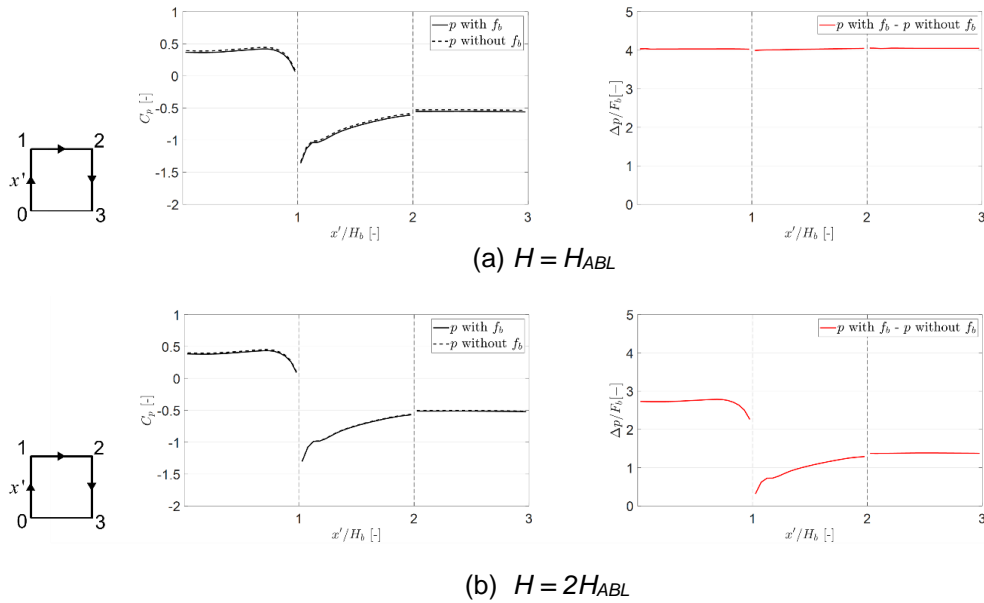 1
0.5
0
-0.5
-1
-1.5
-2
C_p [-]
p with f_b
p without f_b
1
2
3
x'/H_b [-]
5
4
3
2
1
0
Δp/F_b[−]
p with f_b - p without f_b
1
2
3
x'/H_b [-]
1 2
x'
0 3
(a) H = H_ABL
1
0.5
0
-0.5
-1
-1.5
-2
C_p [-]
p with f_b
p without f_b
1
2
3
x'/H_b [-]
5
4
3
2
1
0
Δp/F_b[−]
p with f_b - p without f_b
1
2
3
x'/H_b [-]
1 2
x'
0 3
(b) H = 2H_ABL